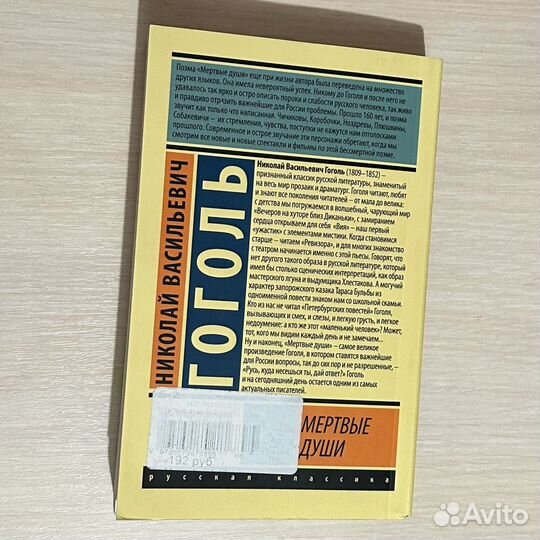 Поэма «Мертвые души» еще при жизни автора была переведена на множество
других языков. Она имела невероятный успех. Никому до Гоголя и после него не
удавалось так ярко и остро описать пороки и слабости русского человека, так живо
и правдиво отразить важнейшие для России проблемы. Прошло 160 лет, и поэма
звучит как только что написанная. Чичиковы, Коробочки, Ноздревы, Плюшкины,
Собакевичи – их стремления, чувства, поступки не кажутся нам отголосками
прошлого. Современное и острое звучание эти персонажи обретают, когда мы
смотрим все новые и новые спектакли и фильмы по этой бессмертной поэме.
НИКОЛАЙ ВАСИЛЬЕВИЧ
ГОГОЛЬ
Николай Васильевич Гоголь (1809–1852) –
признанный классик русской литературы, знаменитый
на весь мир прозаик и драматург. Гоголя читают, любят
и знают все поколения читателей – от мала до велика:
с детства мы погружаемся в волшебный, чарующий мир
«Вечеров на хуторе близ Диканьки», с замиранием
сердца открываем для себя «Вия» – наш первый
«ужастик» с элементами мистики. Когда становимся
старше – читаем «Ревизора», и для многих знакомство
с театром начинается именно с этой пьесы. Говорят, что
нет другого такого образа в русской литературе, который
имел бы столько сценических интерпретаций, как образ
мастерского лгуна и выдумщика Хлестакова. А могучий
характер запорожского казака Тараса Бульбы из
одноименной повести знаком нам со школьной скамьи.
Кто из нас не читал «Петербургских повестей» Гоголя,
вызывающих и смех, и слезы, и легкую грусть, и легкое
недоумение: а кто же этот «маленький человек»? Может,
тот, кого мы видим каждый день и не замечаем...
Ну и наконец, «Мертвые души» – самое великое
произведение Гоголя, в котором ставятся важнейшие
для России вопросы, так до сих пор и не разрешенные, –
«Русь, куда несешься ты, дай ответ?» Гоголь
и на сегодняшний день остается одним из самых
актуальных писателей.
192 руб
МЕРТВЫЕ
ДУШИ
русская классика
Avito